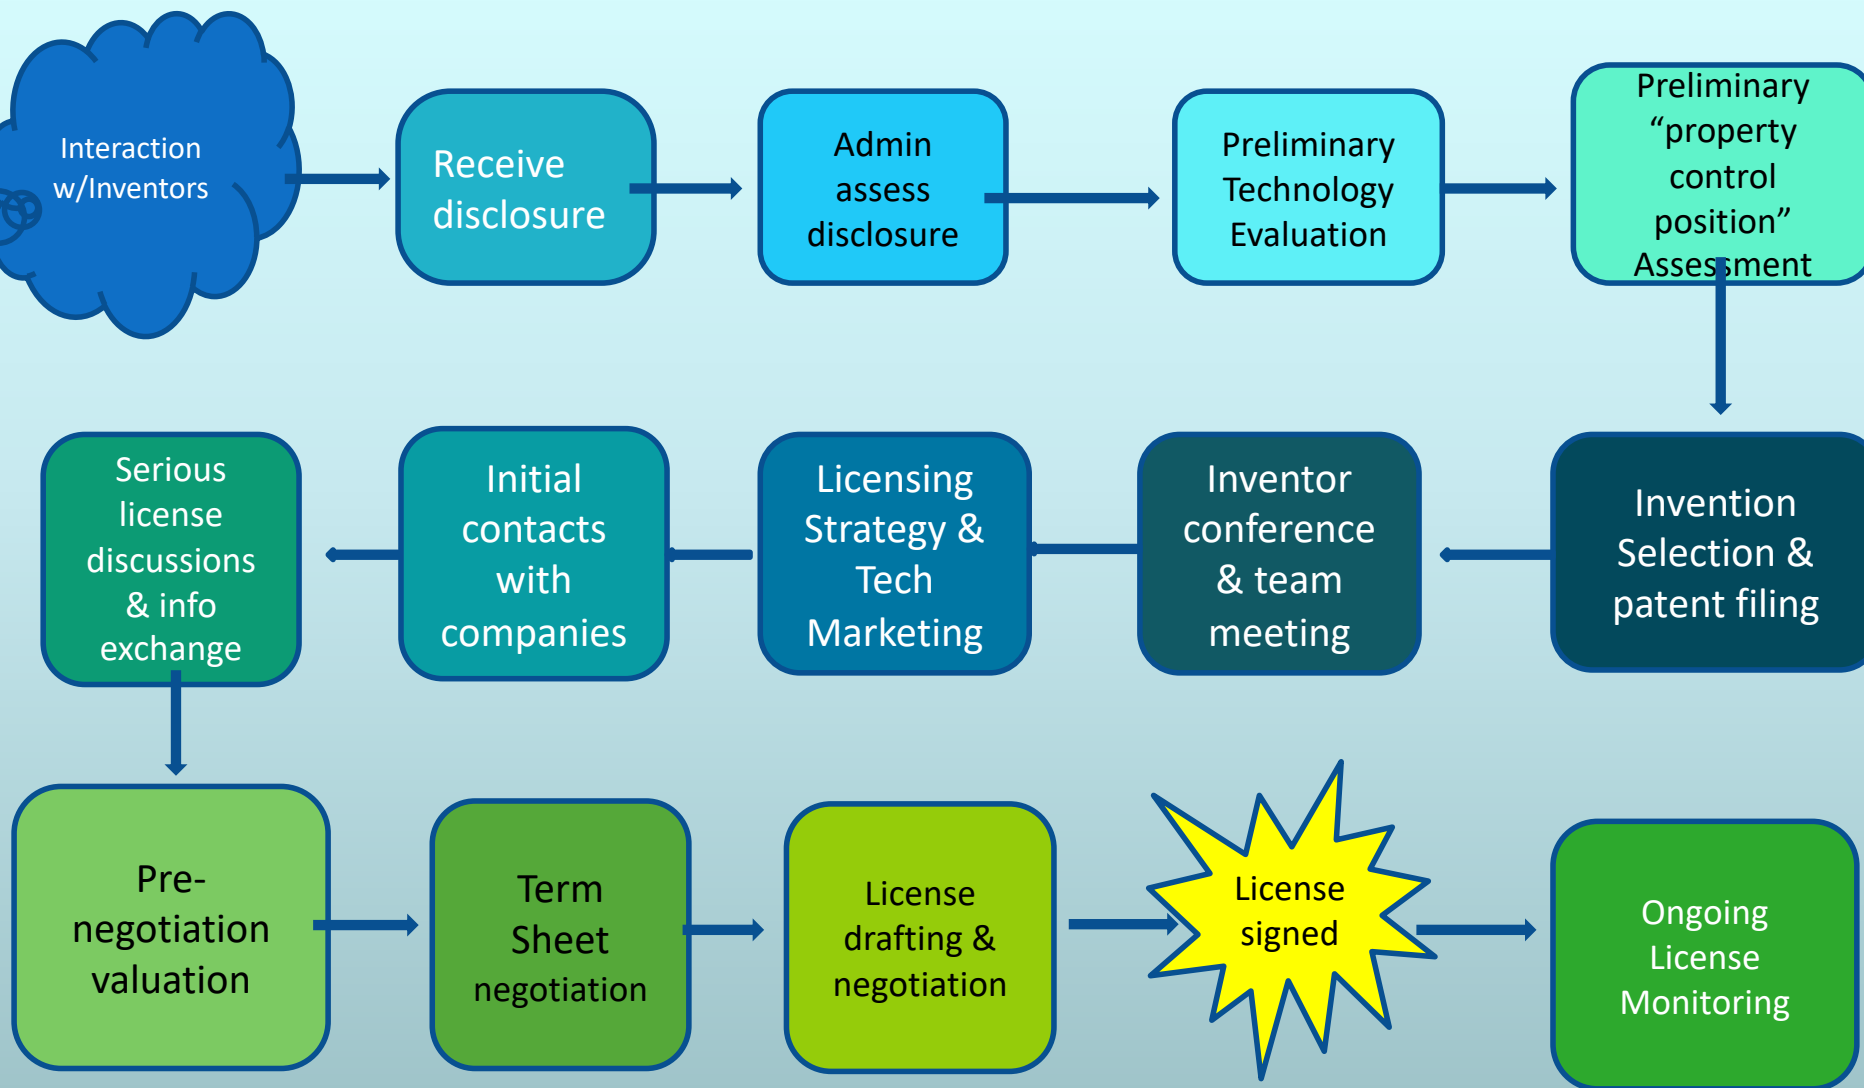 Interaction
w/Inventors
Receive
disclosure
Admin
assess
disclosure
Preliminary
Technology
Evaluation
Preliminary
“property
control
position”
Assessment
Invention
Selection &
patent filing
Inventor
conference
& team
meeting
Licensing
Strategy &
Tech
Marketing
Initial
contacts
with
companies
Serious
license
discussions
& info
exchange
Pre-
negotiation
valuation
Term
Sheet
negotiation
License
drafting &
negotiation
License
signed
Ongoing
License
Monitoring